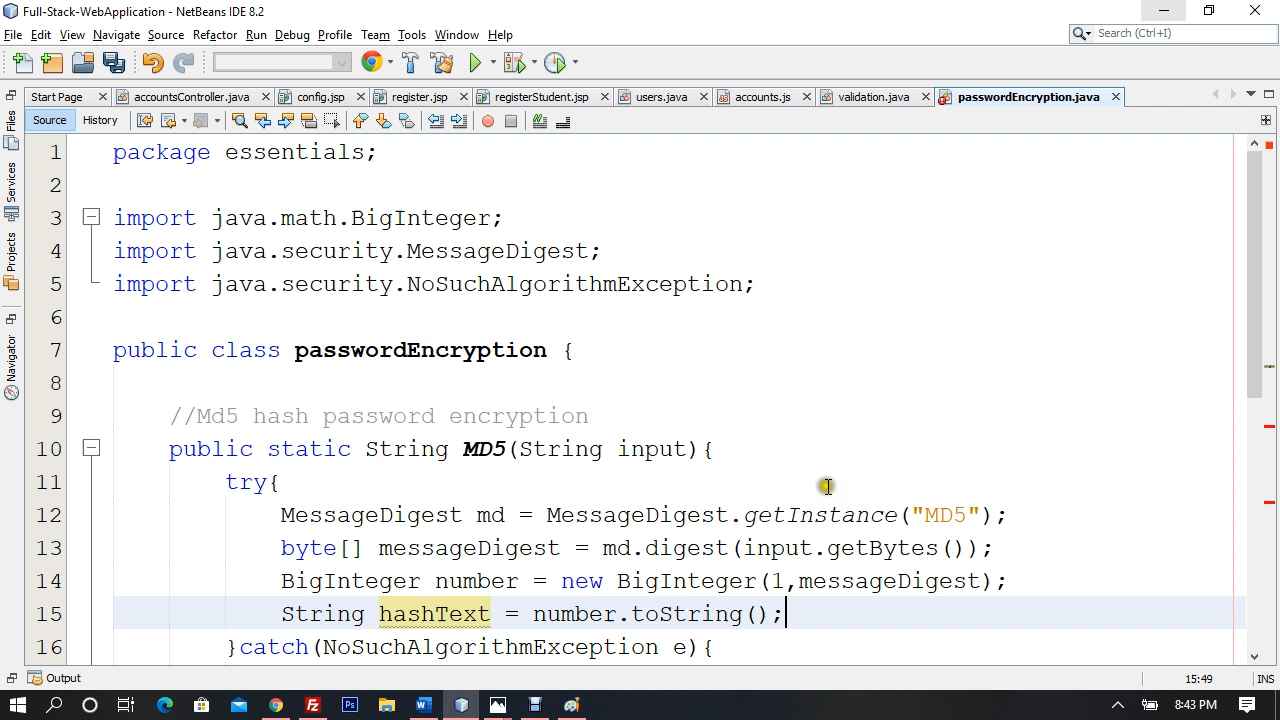 Full-Stack-WebApplication - NetBeans IDE 8.2
File Edit View Navigate Source Refactor Run Debug Profile Team Tools Window Help
Search (Ctrl+I)
Start Page accountsController.java config.jsp register.jsp registerStudent.jsp users.java accounts.js validation.java passwordEncryption.java
Source History
Files
Services
Projects
Navigator
1 package essentials;
2
3 import java.math.BigInteger;
4 import java.security.MessageDigest;
5 import java.security.NoSuchAlgorithmException;
6
7 public class passwordEncryption {
8
9 //Md5 hash password encryption
10 public static String MD5(String input){
11 try{
12 MessageDigest md = MessageDigest.getInstance("MD5");
13 byte[] messageDigest = md.digest(input.getBytes());
14 BigInteger number = new BigInteger(1,messageDigest);
15 String hashText = number.toString();
16 }catch(NoSuchAlgorithmException e){
Output
15:49 INS
8:43 PM